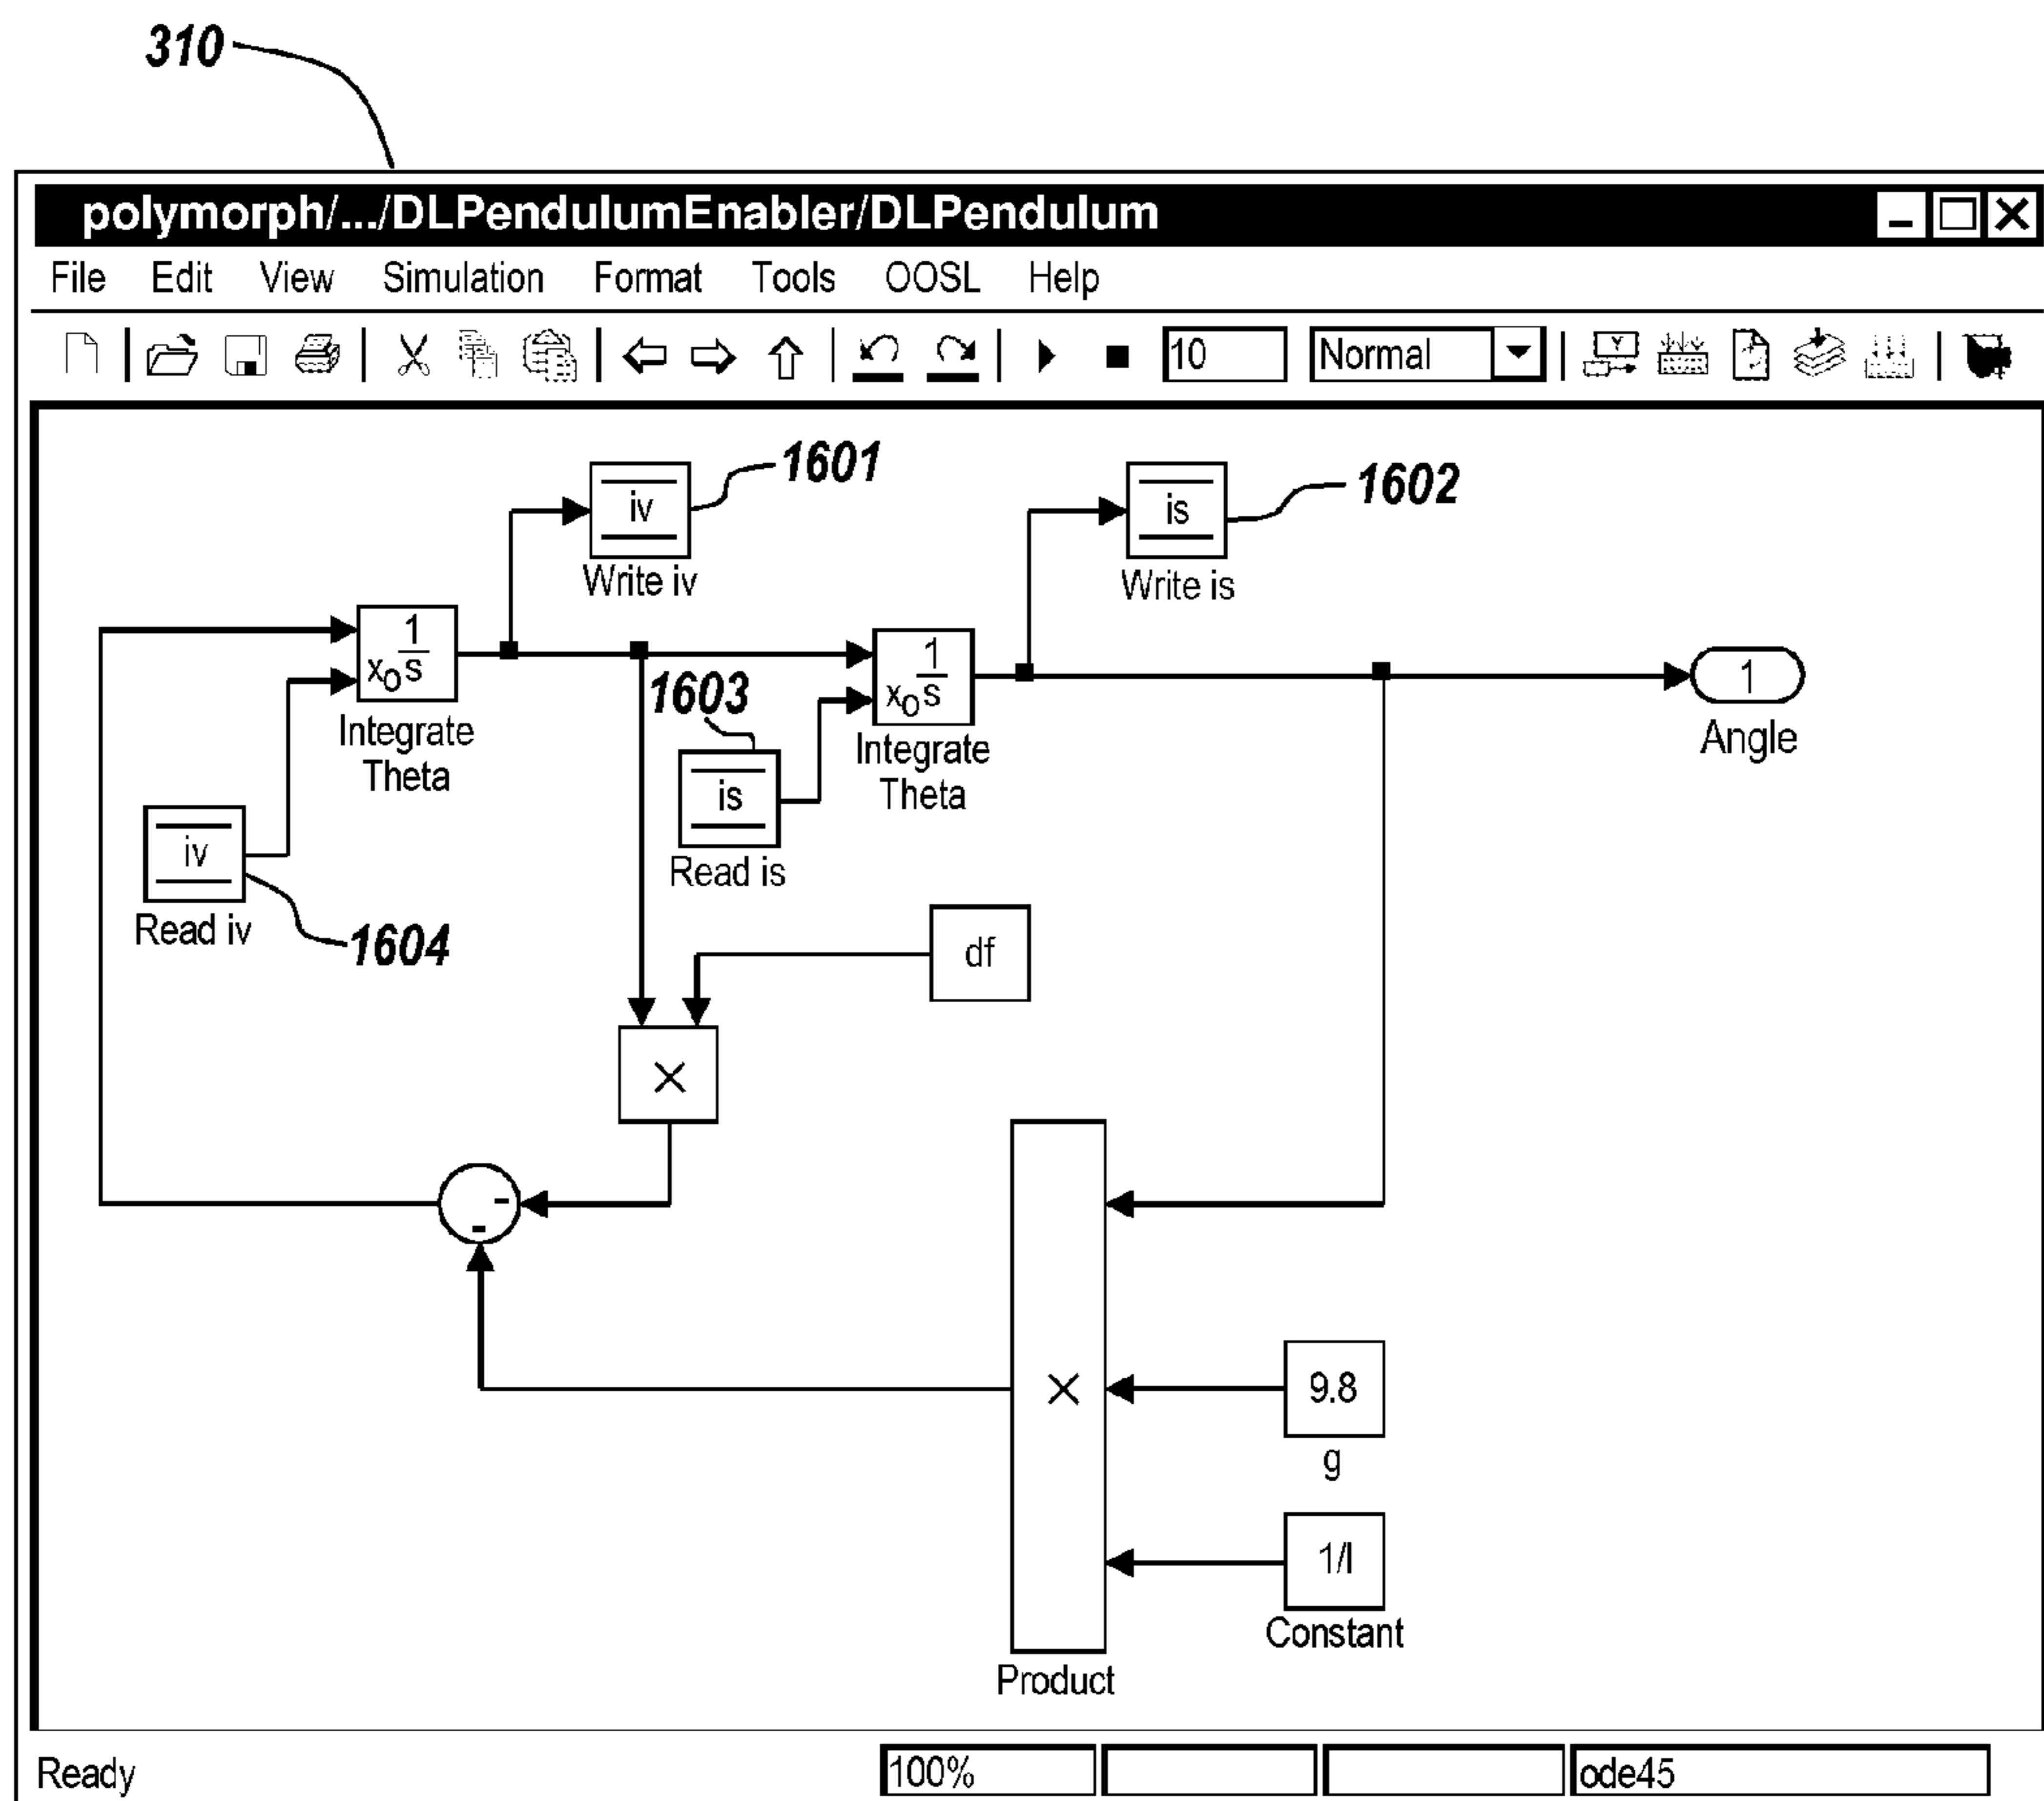 310
polymorph/.../DLPendulumEnabler/DLPendulum
File Edit View Simulation Format Tools OOSL Help
10 Normal
iv
1601
Write iv
is
1602
Write is
1
x0 s
Integrate
Theta
1
x0 s
Integrate
Theta
1
Angle
1603
is
Read is
iv
Read iv
1604
df
×
-
-
×
Product
9.8
g
1/l
Constant
Ready 100% ode45